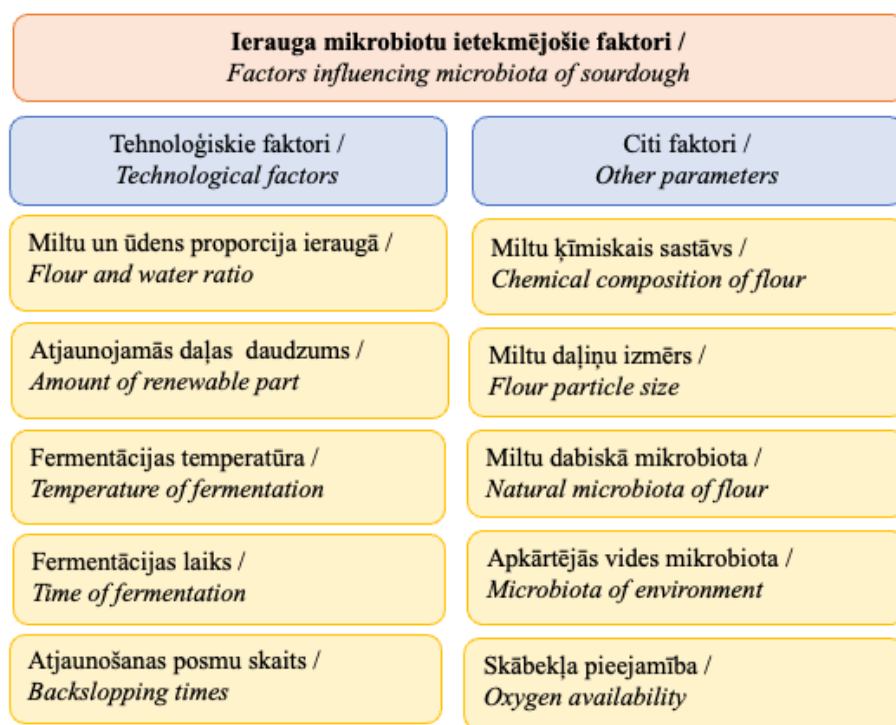 Ierauga mikrobiotu ietekmējošie faktori /
Factors influencing microbiota of sourdough
Tehnoloģiskie faktori /
Technological factors
Citi faktori /
Other parameters
Miltu un ūdens proporcija ieraugā /
Flour and water ratio
Miltu ķīmiskais sastāvs /
Chemical composition of flour
Atjaunojamās daļas daudzums /
Amount of renewable part
Miltu daļiņu izmērs /
Flour particle size
Fermentācijas temperatūra /
Temperature of fermentation
Miltu dabiskā mikrobiota /
Natural microbiota of flour
Fermentācijas laiks /
Time of fermentation
Apkārtējās vides mikrobiota /
Microbiota of environment
Atjaunošanas posmu skaits /
Backslopping times
Skābekļa pieejamība /
Oxygen availability